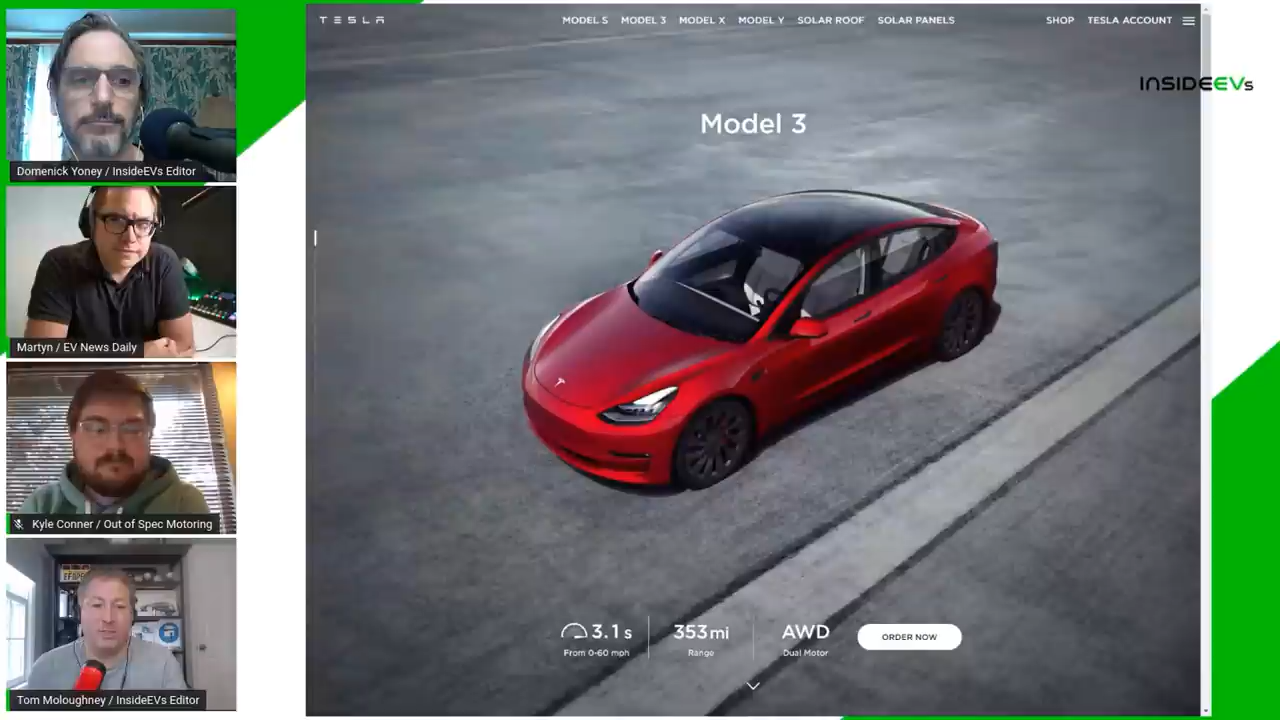 TESLA
MODEL S MODEL 3 MODEL X MODEL Y SOLAR ROOF SOLAR PANELS
SHOP TESLA ACCOUNT
INSIDEEVs
Model 3
Domenick Yoney / InsideEVs Editor
Martyn / EV News Daily
Kyle Conner / Out of Spec Motoring
Tom Moloughney / InsideEVs Editor
3.1 s
From 0-60 mph
353mi
Range
AWD
Dual Motor
ORDER NOW